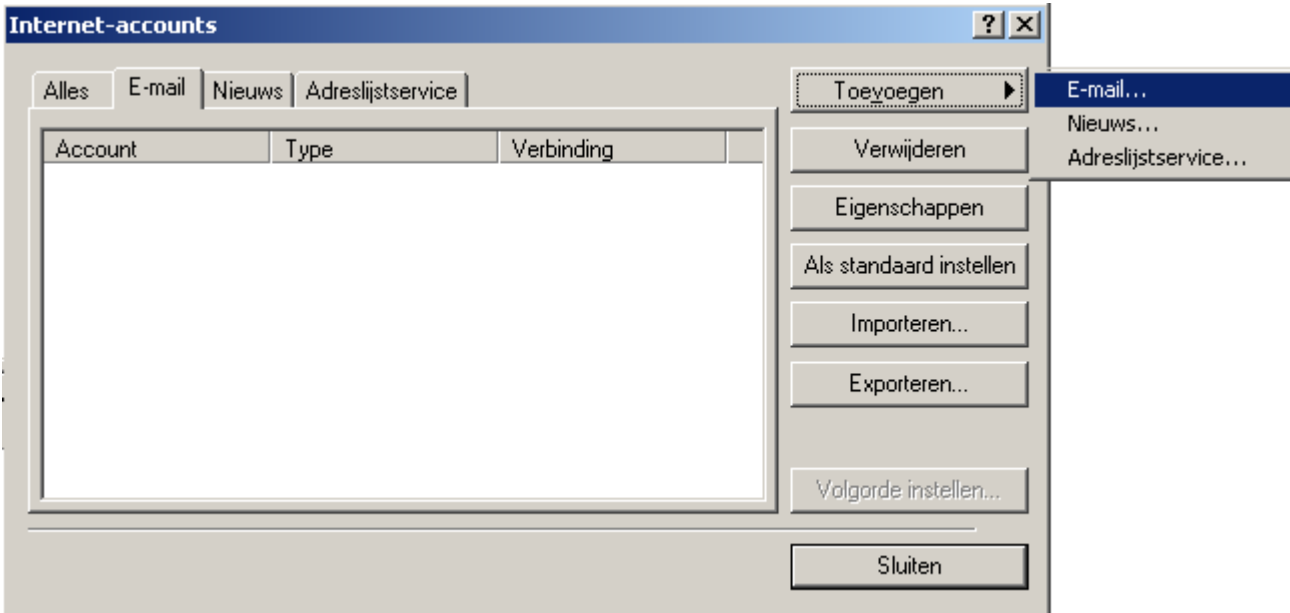 Internet-accounts
Alles E-mail Nieuws Adreslijstservice
Account Type Verbinding
Toevoegen
Verwijderen
Eigenschappen
Als standaard instellen
Importeren...
Exporteren...
Volgorde instellen...
Sluiten
E-mail...
Nieuws...
Adreslijstservice...